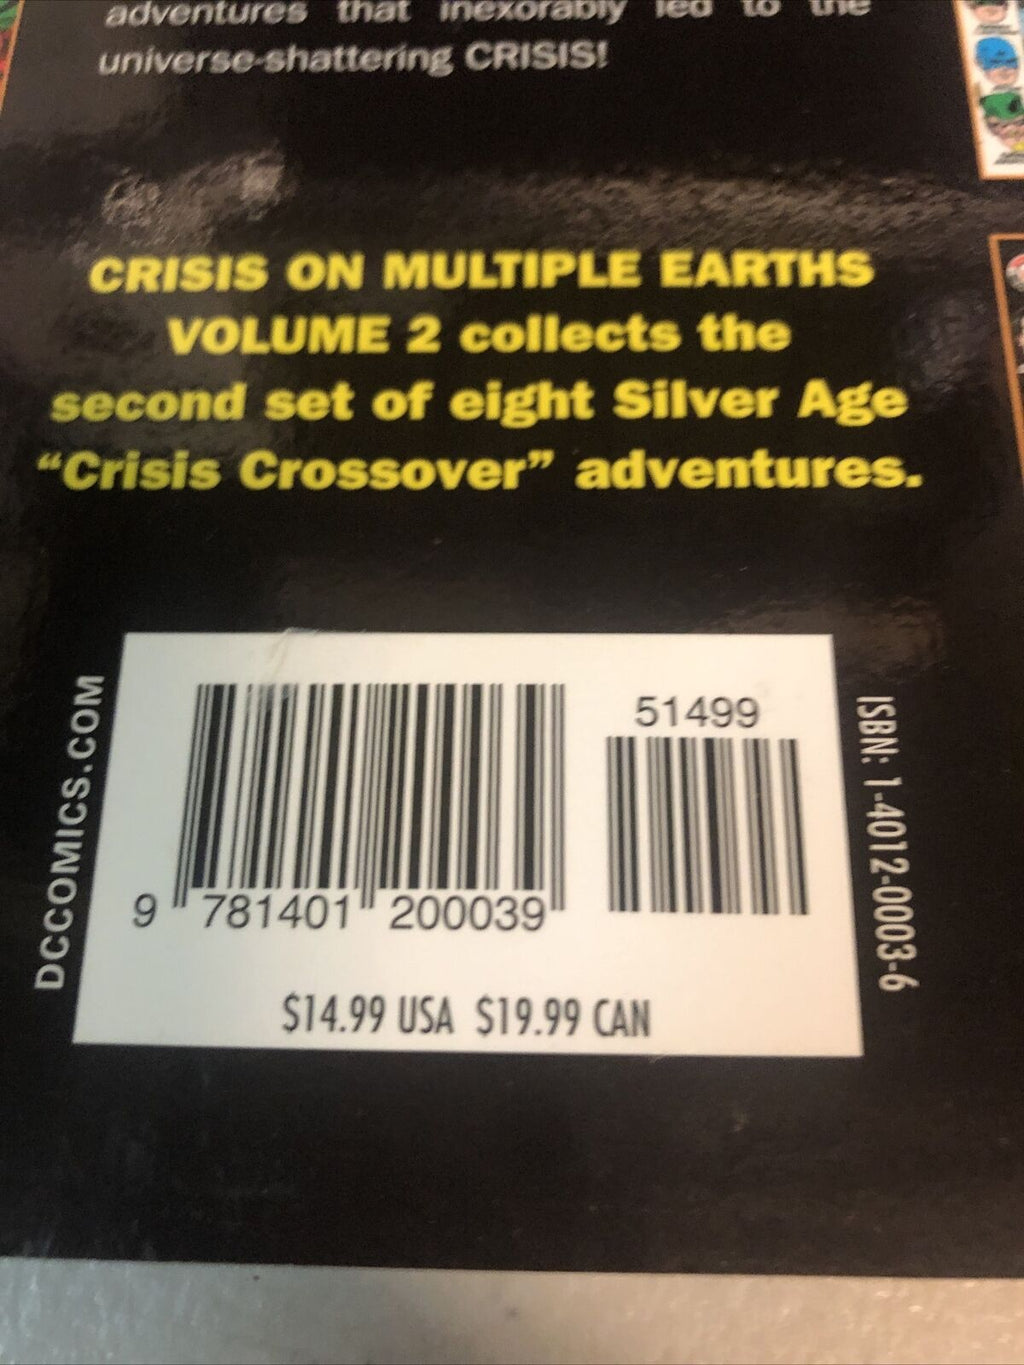 adventures that inexorably led to the
universe-shattering CRISIS!
CRISIS ON MULTIPLE EARTHS
VOLUME 2 collects the
second set of eight Silver Age
“Crisis Crossover” adventures.
DCCOMICS.COM
51499
9 781401 200039
$14.99 USA $19.99 CAN
ISBN: 1-4012-0003-6